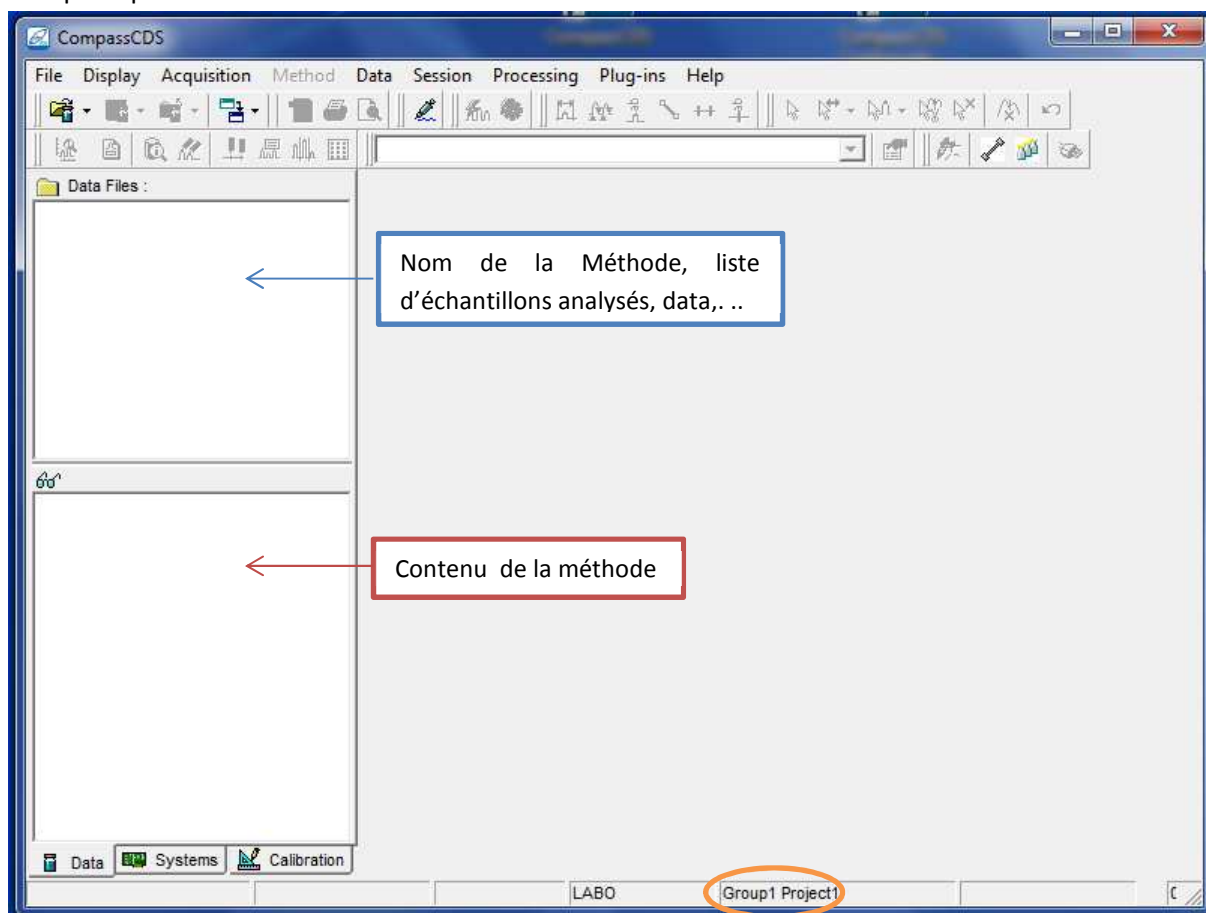 CompassCDS
File Display Acquisition Method Data Session Processing Plug-ins Help
Data Files :
Nom de la Méthode, liste
d’échantillons analysés, data,. ..
Contenu de la méthode
Data Systems Calibration
LABO Group1 Project1